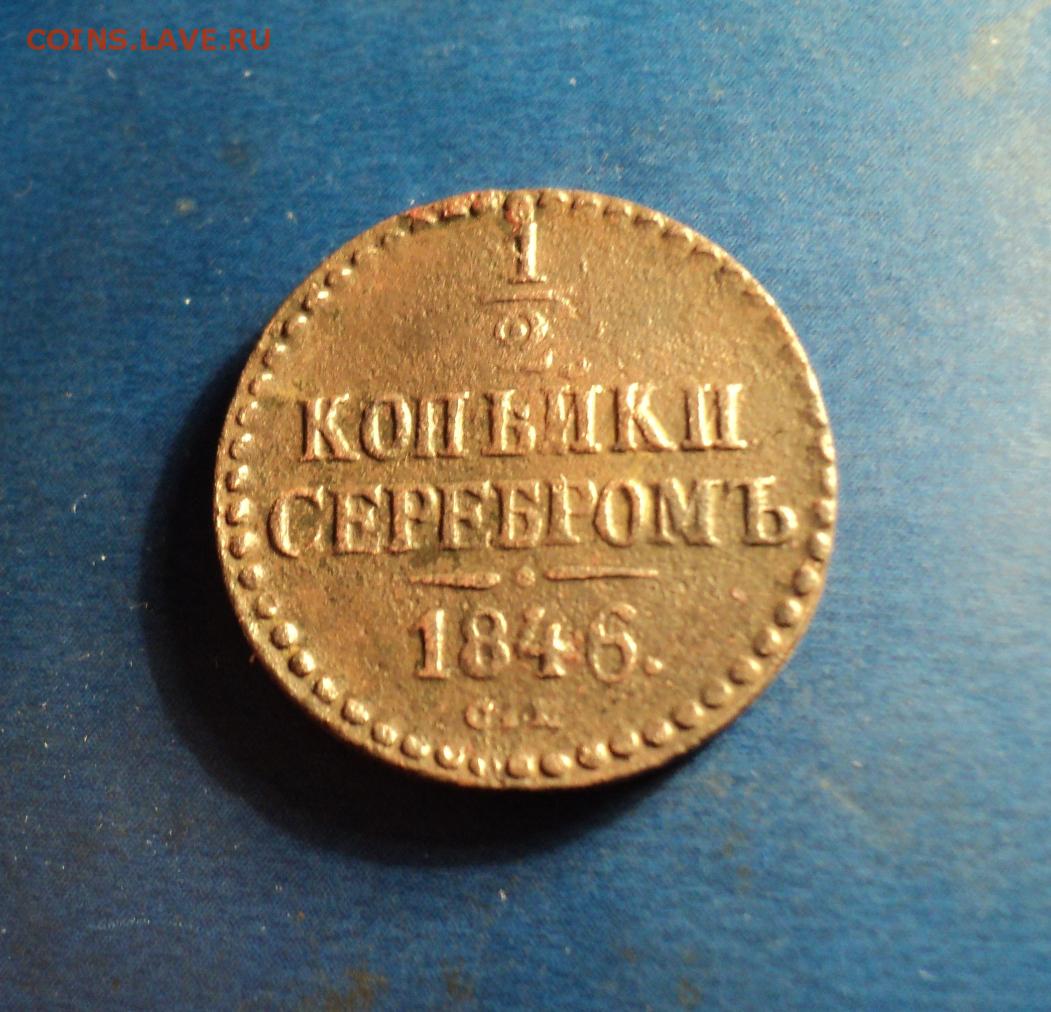 COINS.LAVE.RU
1
2.
КОПѢЙКИ
СЕРЕБРОМЪ
1846.
С.М